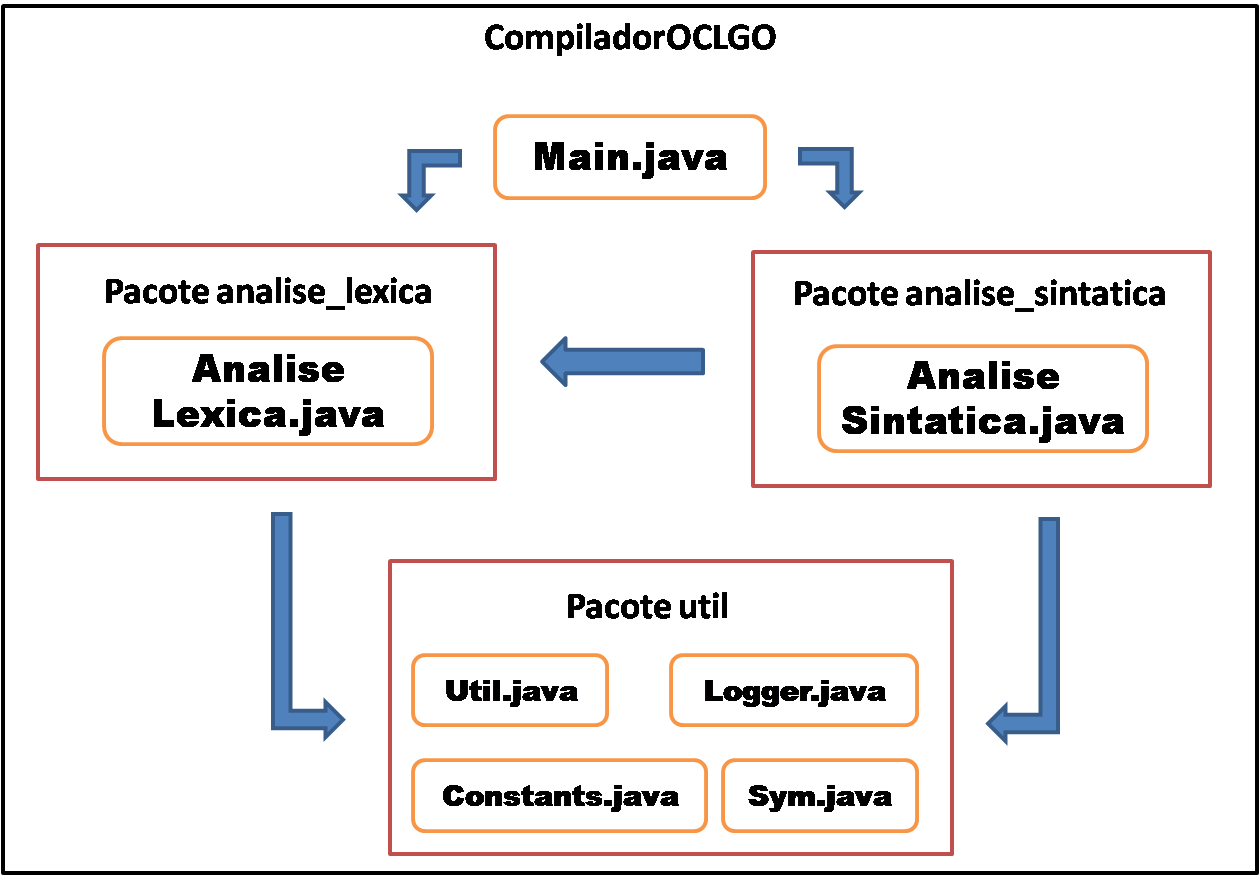 CompiladorOCLGO
Main.java
Pacote analise_lexica
Analise
Lexica.java
Pacote analise_sintatica
Analise
Sintatica.java
Pacote util
Util.java
Logger.java
Constants.java
Sym.java